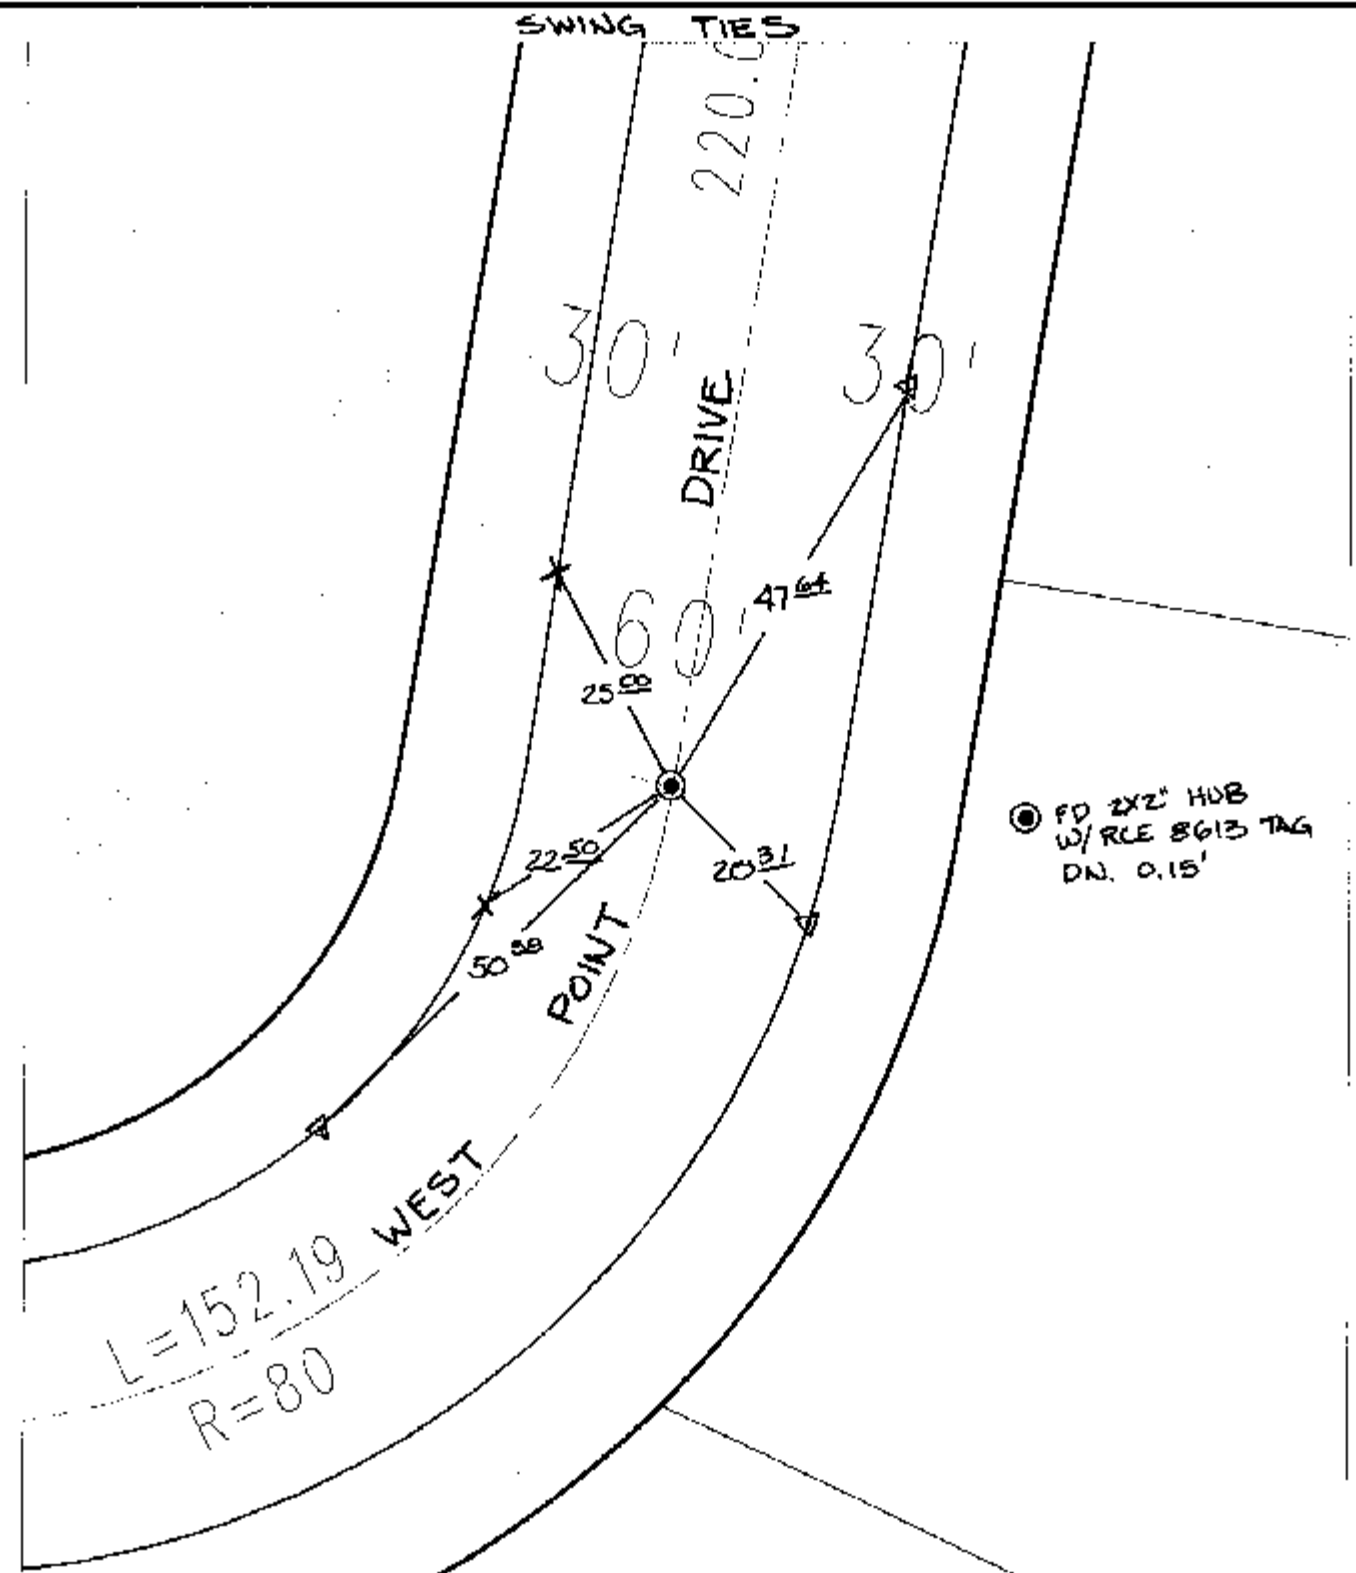 SWING TIES
220.0
30'
30'
DRIVE
47 64
60'
25 00
FD 2X2" HUB
W/ RCE 8613 TAG
DN. 0.15'
22 50
20 31
50 98
POINT
WEST
L=152.19
R=80